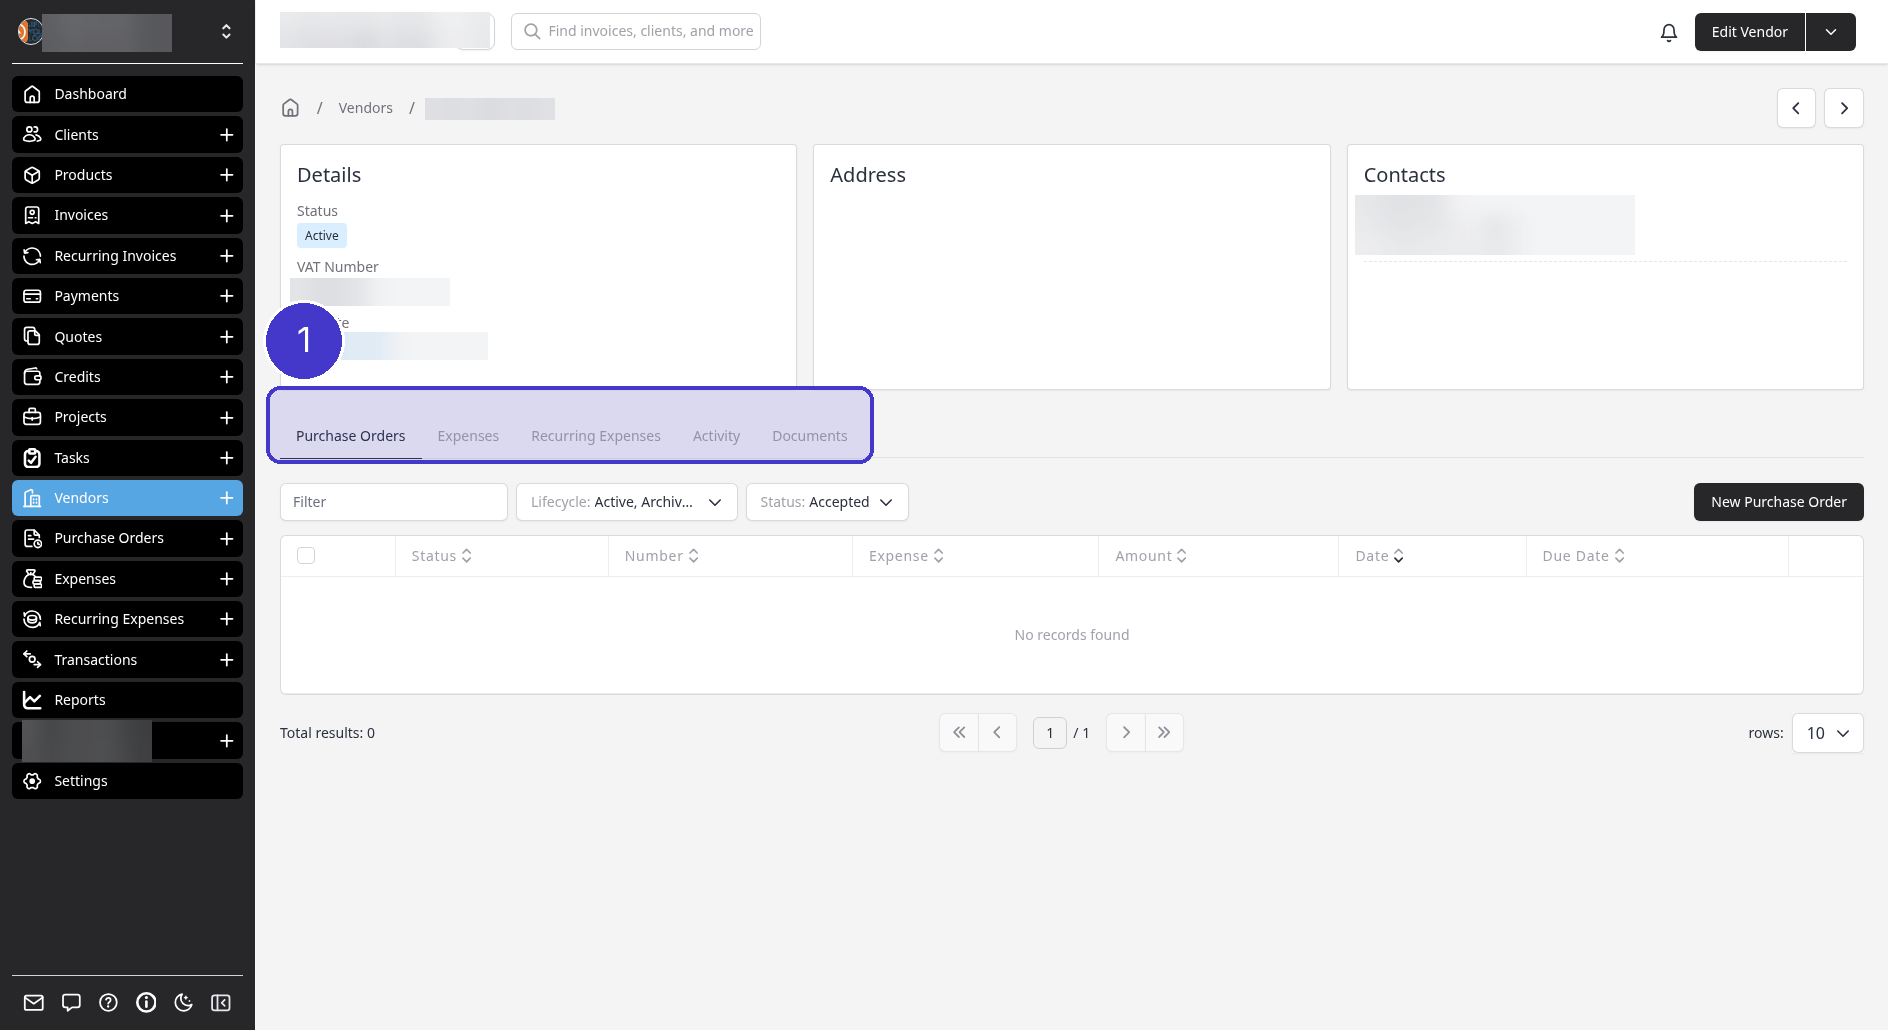 Find invoices, clients, and more
Edit Vendor
Dashboard
Clients
Products
Invoices
Recurring Invoices
Payments
Quotes
Credits
Projects
Tasks
Vendors
Purchase Orders
Expenses
Recurring Expenses
Transactions
Reports
Settings
/ Vendors /
Details
Status
Active
VAT Number
1
Address
Contacts
Purchase Orders Expenses Recurring Expenses Activity Documents
Filter
Lifecycle: Active, Archiv...
Status: Accepted
New Purchase Order
Status Number Expense Amount Date Due Date
No records found
Total results: 0
1 / 1
rows: 10